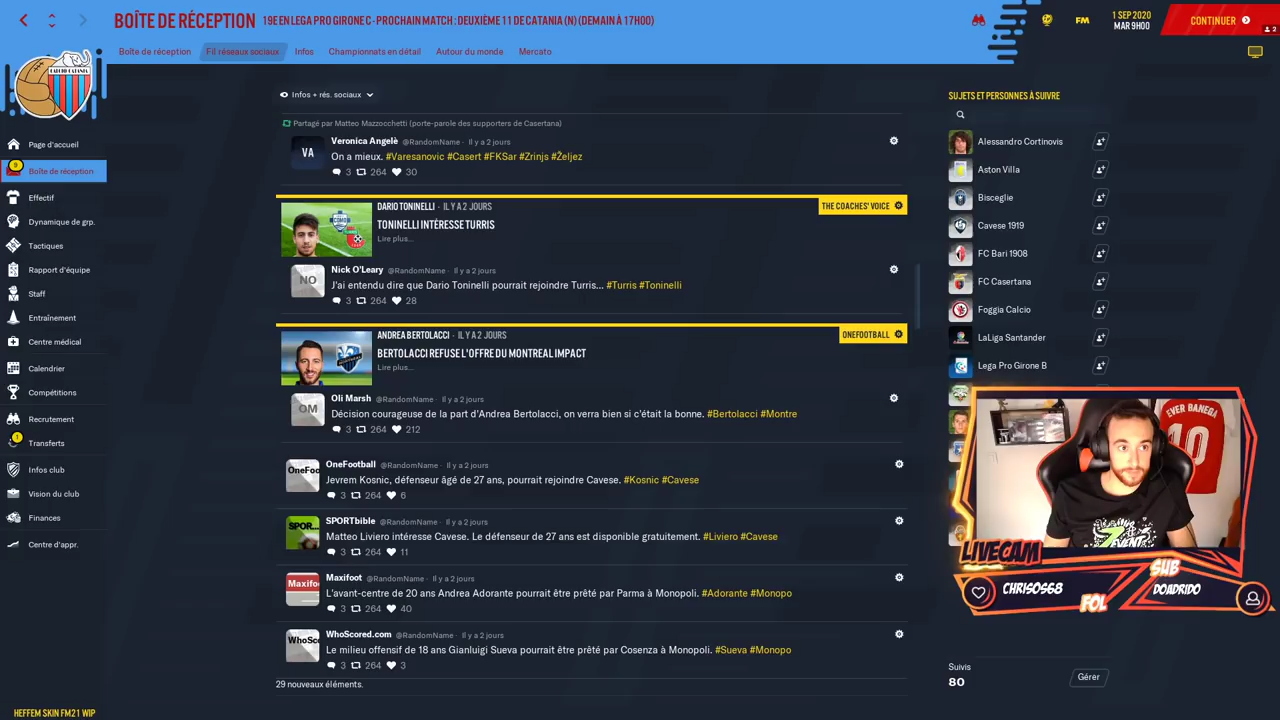 BOÎTE DE RÉCEPTION
19E EN LEGA PRO GIRONE C - PROCHAIN MATCH : DEUXIÈME 11 DE CATANIA (N) (DEMAIN À 17H00)
FM
1 SEP 2020
MAR 9H00
CONTINUER
2
Boîte de réception
Fil réseaux sociaux
Infos
Championnats en détail
Autour du monde
Mercato
CALCIO CATANIA
Page d'accueil
9
Boîte de réception
Effectif
Dynamique de grp.
Tactiques
Rapport d'équipe
Staff
Entraînement
Centre médical
Calendrier
Compétitions
Recrutement
1
Transferts
Infos club
Vision du club
Finances
Centre d'appr.
HEFFEM SKIN FM21 WIP
Infos + rés. sociaux
Partagé par Matteo Mazzocchetti (porte-parole des supporters de Casertana)
VA
Veronica Angelè @RandomName · Il y a 2 jours
On a mieux. #Varesanovic #Casert #FKSar #Zrinjs #Željez
3 264 30
DARIO TONINELLI - IL Y A 2 JOURS
THE COACHES' VOICE
TONINELLI INTÉRESSE TURRIS
Lire plus...
NO
Nick O'Leary @RandomName · Il y a 2 jours
J'ai entendu dire que Dario Toninelli pourrait rejoindre Turris... #Turris #Toninelli
3 264 28
ANDREA BERTOLACCI - IL Y A 2 JOURS
ONEFOOTBALL
BERTOLACCI REFUSE L'OFFRE DU MONTREAL IMPACT
Lire plus...
OM
Oli Marsh @RandomName · Il y a 2 jours
Décision courageuse de la part d'Andrea Bertolacci, on verra bien si c'était la bonne. #Bertolacci #Montre
3 264 212
OneFoo
OneFootball @RandomName · Il y a 2 jours
Jevrem Kosnic, défenseur âgé de 27 ans, pourrait rejoindre Cavese. #Kosnic #Cavese
3 264 6
SPOR...
SPORTbible @RandomName · Il y a 2 jours
Matteo Liviero intéresse Cavese. Le défenseur de 27 ans est disponible gratuitement. #Liviero #Cavese
3 264 11
Maxifo
Maxifoot @RandomName · Il y a 2 jours
L'avant-centre de 20 ans Andrea Adorante pourrait être prêté par Parma à Monopoli. #Adorante #Monopo
3 264 40
WhoSco
WhoScored.com @RandomName · Il y a 2 jours
Le milieu offensif de 18 ans Gianluigi Sueva pourrait être prêté par Cosenza à Monopoli. #Sueva #Monopo
3 264 3
29 nouveaux éléments.
SUJETS ET PERSONNES À SUIVRE
Alessandro Cortinovis
Aston Villa
Bisceglie
Cavese 1919
FC Bari 1908
FC Casertana
Foggia Calcio
LaLiga Santander
Lega Pro Girone B
EVER BANEGA
10
EVENT
LIVECAM
CHRISOS68
FOL
SUB
DOADRIDO
Suivis
80
Gérer